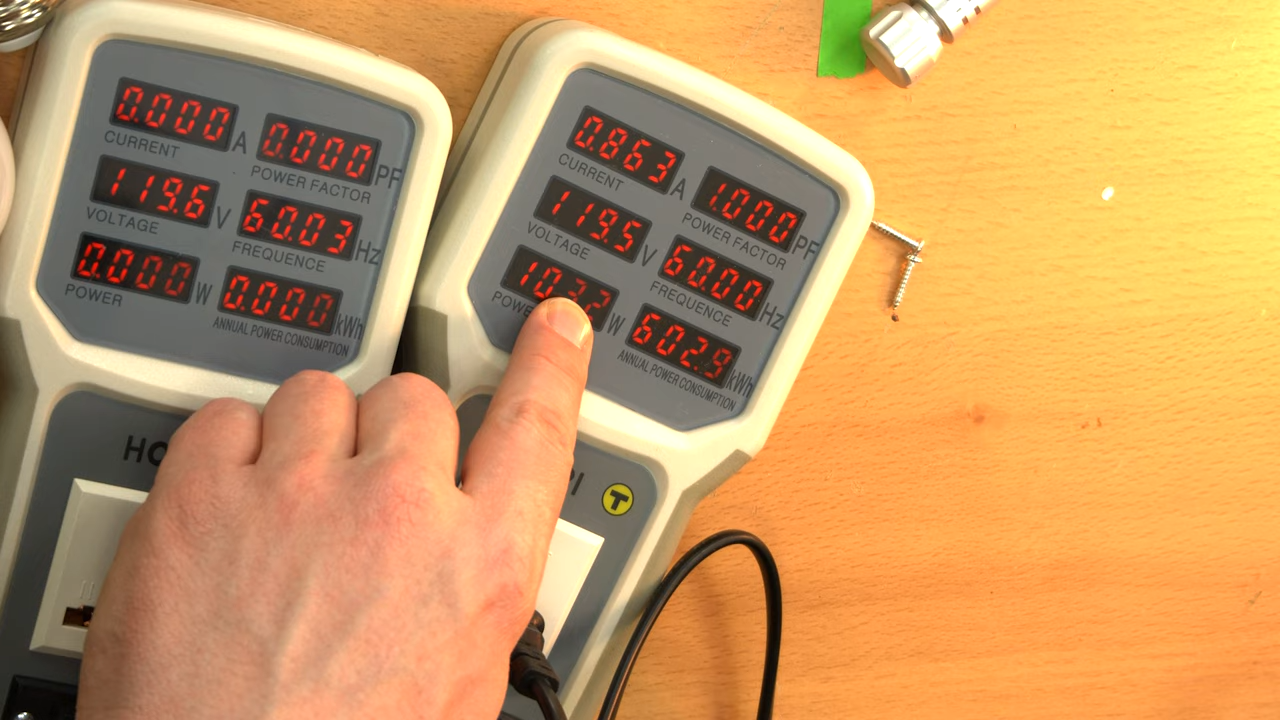 0.000 A
CURRENT
0.000 PF
POWER FACTOR
119.6 V
VOLTAGE
60.03 Hz
FREQUENCE
0.000 W
POWER
0.000 kWh
ANNUAL POWER CONSUMPTION
0.863 A
CURRENT
1.000 PF
POWER FACTOR
119.5 V
VOLTAGE
60.00 Hz
FREQUENCE
W
602.9 kWh
ANNUAL POWER CONSUMPTION
T